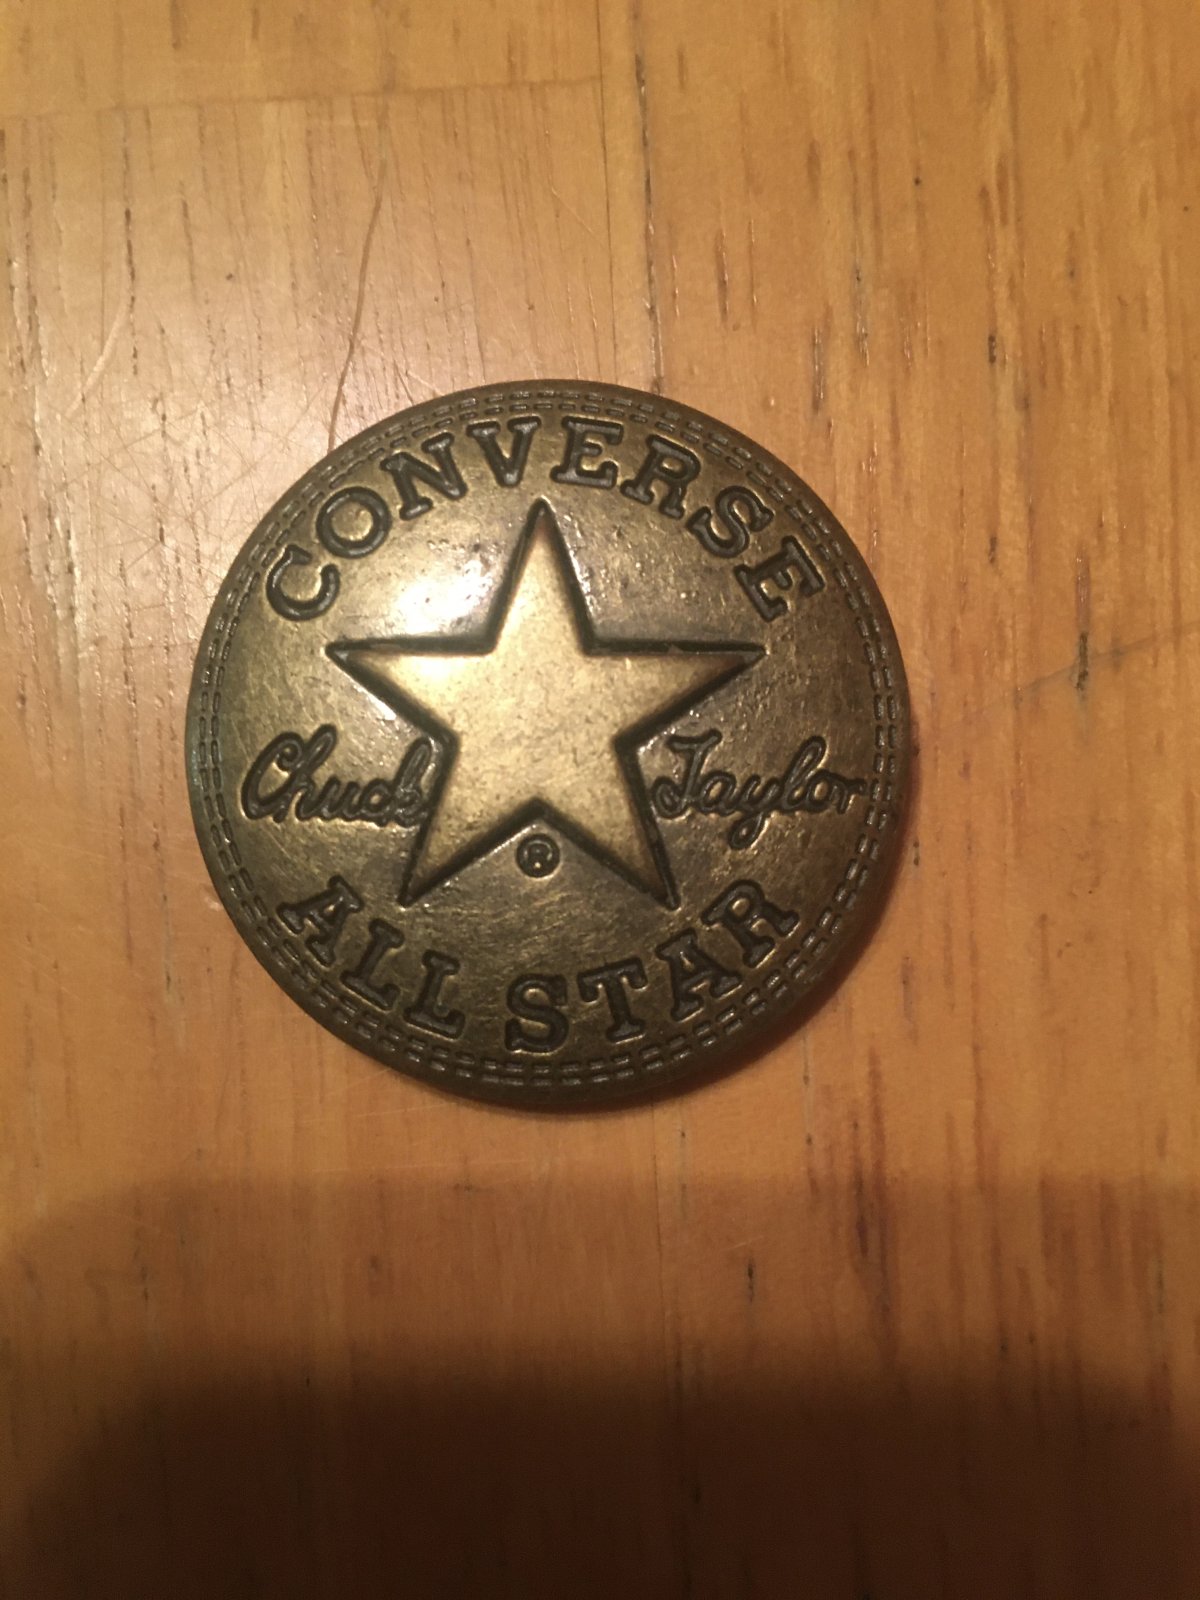 CONVERSE
Chuck Taylor
®
ALL STAR